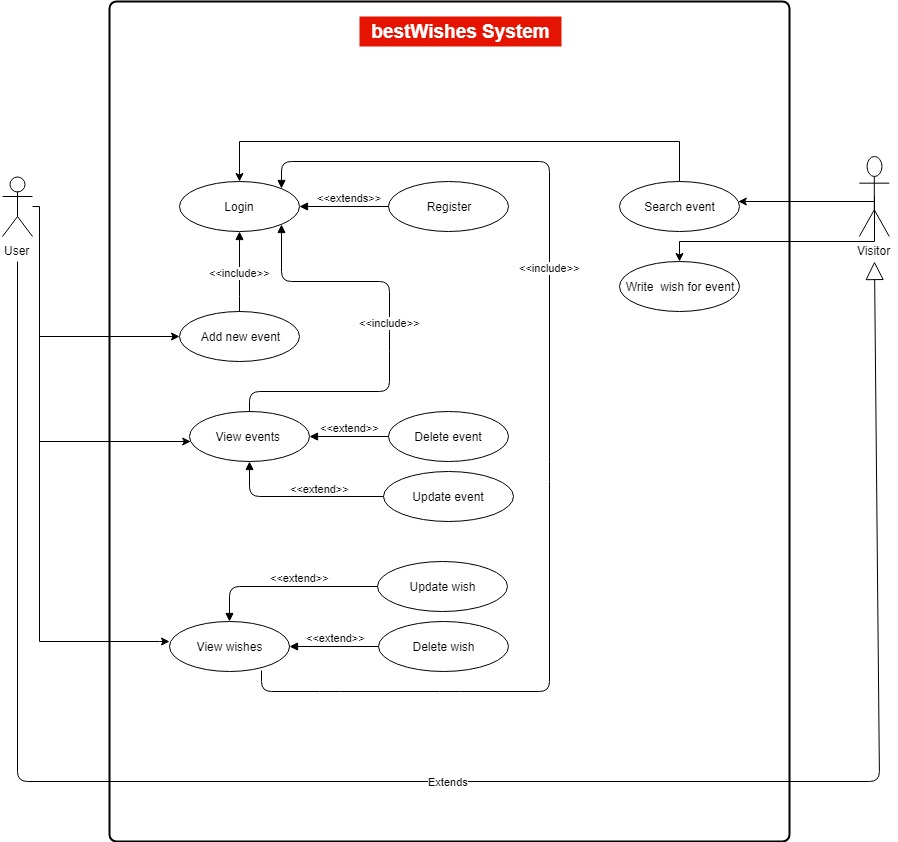 bestWishes System
Login
<<extends>>
Register
Search event
User
Visitor
<<include>>
<<include>>
Write  wish for event
<<include>>
Add new event
View events
<<extend>>
Delete event
<<extend>>
Update event
<<extend>>
Update wish
View wishes
<<extend>>
Delete wish
Extends